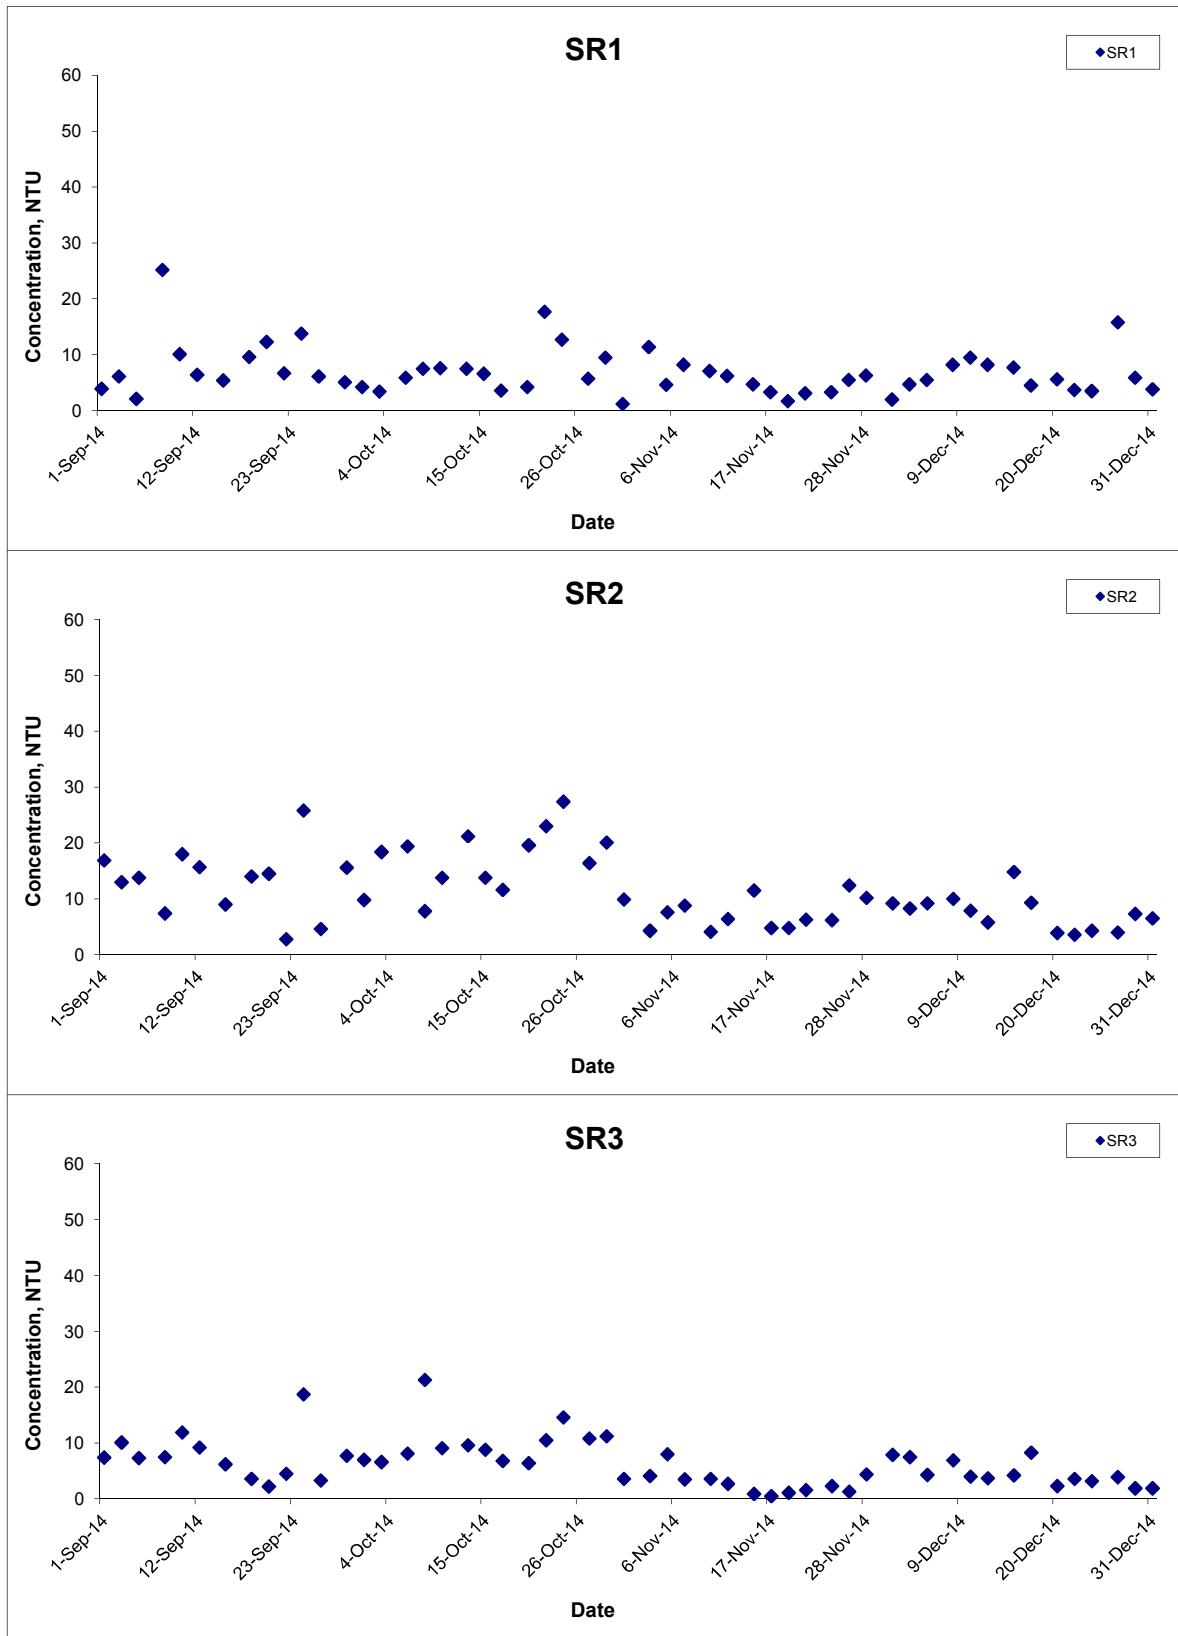 SR1
SR1
60
50
40
30
20
10
0
Concentration, NTU
1-Sep-14
12-Sep-14
23-Sep-14
4-Oct-14
15-Oct-14
26-Oct-14
6-Nov-14
17-Nov-14
28-Nov-14
9-Dec-14
20-Dec-14
31-Dec-14
Date
SR2
SR2
60
50
40
30
20
10
0
Concentration, NTU
1-Sep-14
12-Sep-14
23-Sep-14
4-Oct-14
15-Oct-14
26-Oct-14
6-Nov-14
17-Nov-14
28-Nov-14
9-Dec-14
20-Dec-14
31-Dec-14
Date
SR3
SR3
60
50
40
30
20
10
0
Concentration, NTU
1-Sep-14
12-Sep-14
23-Sep-14
4-Oct-14
15-Oct-14
26-Oct-14
6-Nov-14
17-Nov-14
28-Nov-14
9-Dec-14
20-Dec-14
31-Dec-14
Date